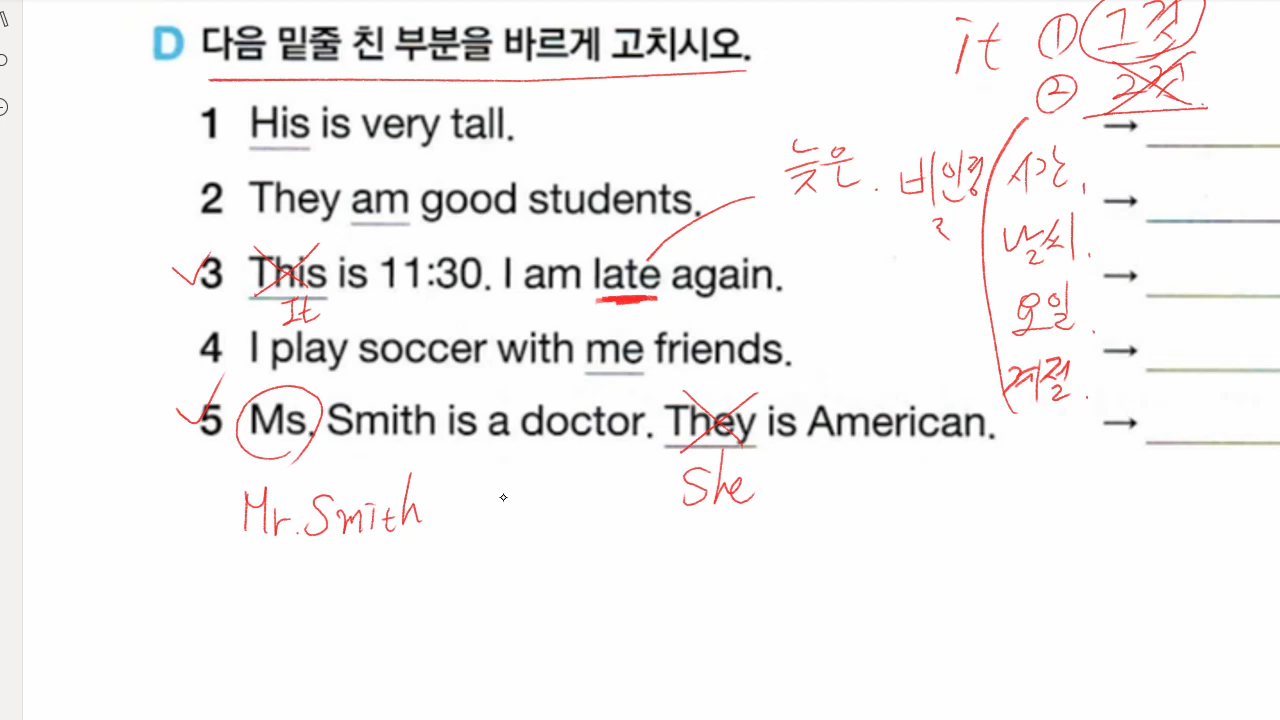 it ① 그것
② 그것
D 다음 밑줄 친 부분을 바르게 고치시오.
1 His is very tall. →
2 They am good students. →
늦은. 비인칭
시간,
날씨.
요일.
계절.
3 This is 11:30. I am late again. →
It
4 I play soccer with me friends. →
5 Ms. Smith is a doctor. They is American. →
She
Mr. Smith